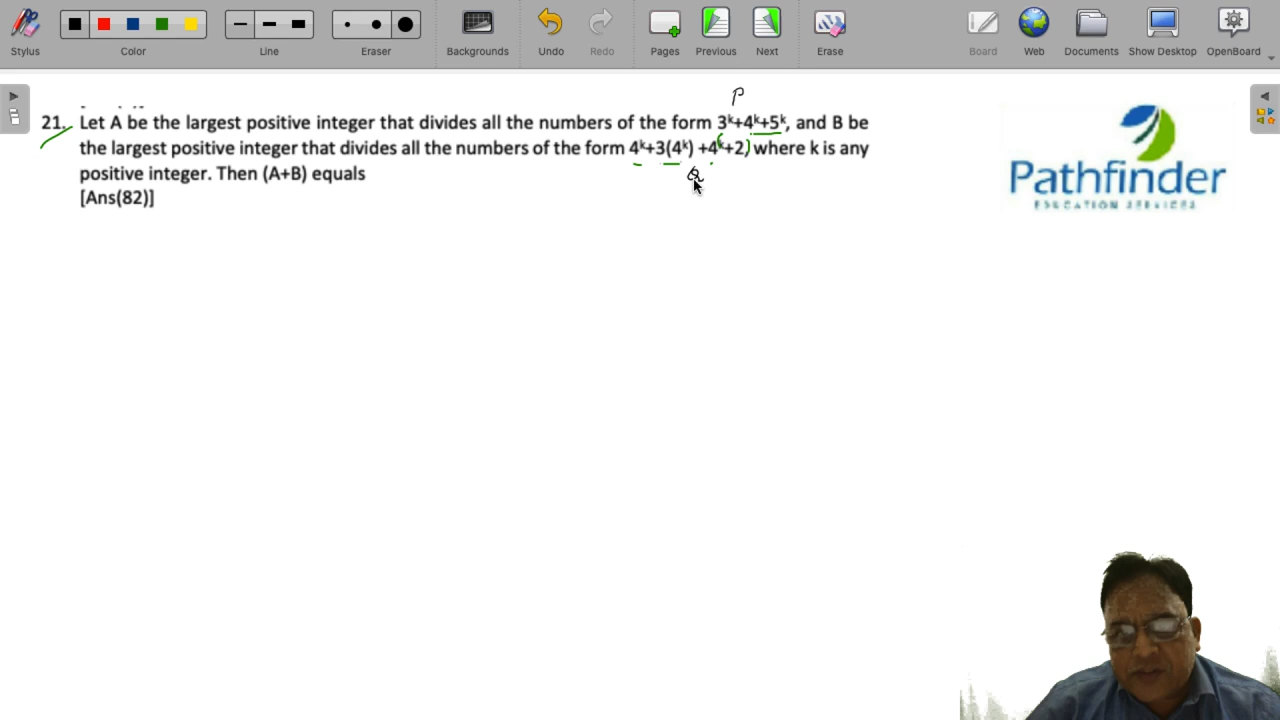 Stylus
Color
Line
Eraser
Backgrounds
Undo
Redo
Pages
Previous
Next
Erase
Board
Web
Documents
Show Desktop
OpenBoard
P
21. Let A be the largest positive integer that divides all the numbers of the form 3ᵏ+4ᵏ+5ᵏ, and B be
the largest positive integer that divides all the numbers of the form 4ᵏ+3(4ᵏ) +4ᵏ+2) where k is any
Q
positive integer. Then (A+B) equals
[Ans(82)]
Pathfinder
EDUCATION SERVICES